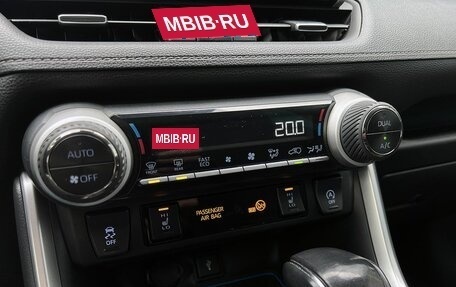 MBIB·RU
MBIB·RU
20.0
AUTO
OFF
FRONT
REAR
FAST
ECO
DUAL
A/C
OFF
HI
LO
PASSENGER
AIR BAG
HI
LO